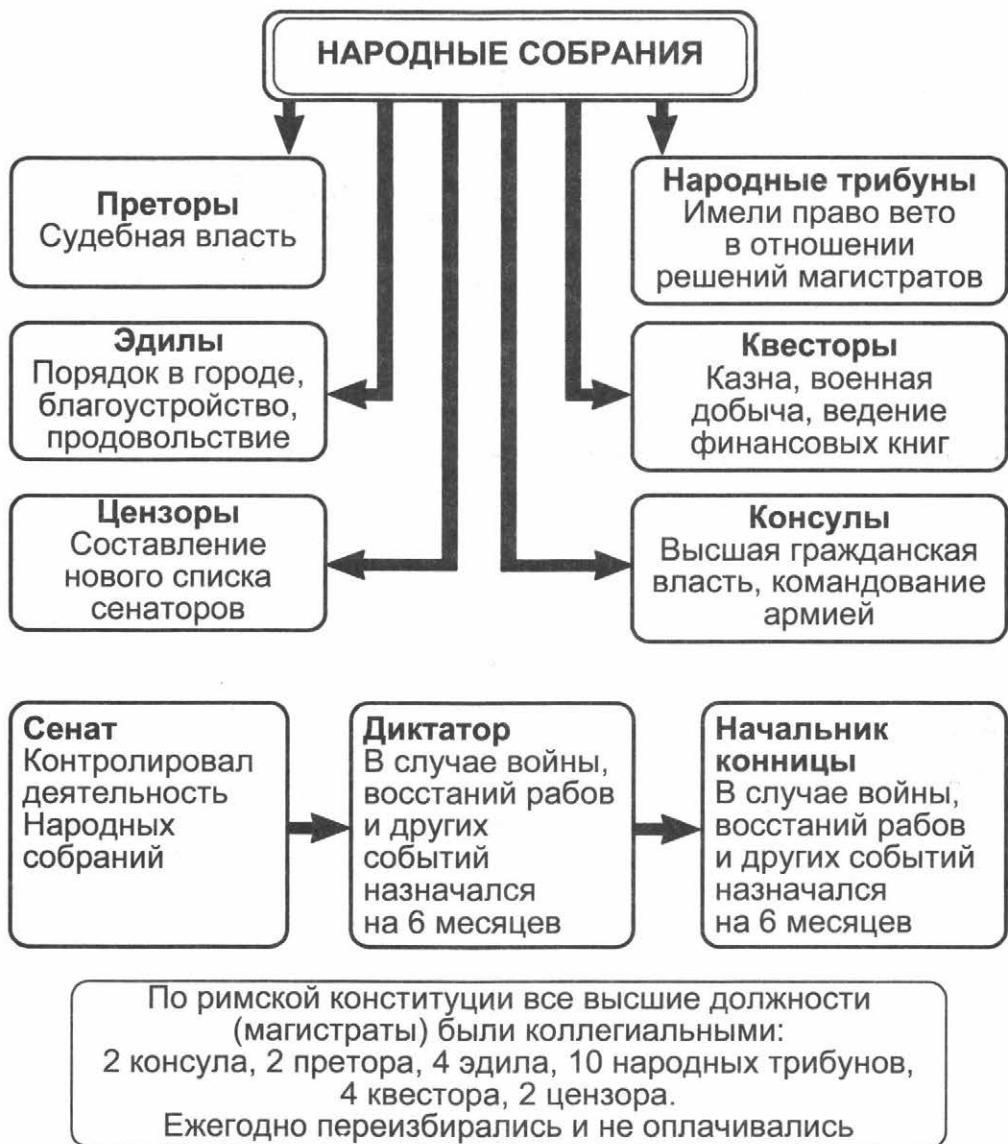 НАРОДНЫЕ СОБРАНИЯ
Преторы
Судебная власть
Народные трибуны
Имели право вето
в отношении
решений магистратов
Эдилы
Порядок в городе,
благоустройство,
продовольствие
Квесторы
Казна, военная
добыча, ведение
финансовых книг
Цензоры
Составление
нового списка
сенаторов
Консулы
Высшая гражданская
власть, командование
армией
Сенат
Контролировал
деятельность
Народных
собраний
Диктатор
В случае войны,
восстаний рабов
и других
событий
назначался
на 6 месяцев
Начальник
конницы
В случае войны,
восстаний рабов
и других событий
назначался
на 6 месяцев
По римской конституции все высшие должности
(магистраты) были коллегиальными:
2 консула, 2 претора, 4 эдила, 10 народных трибунов,
4 квестора, 2 цензора.
Ежегодно переизбирались и не оплачивались